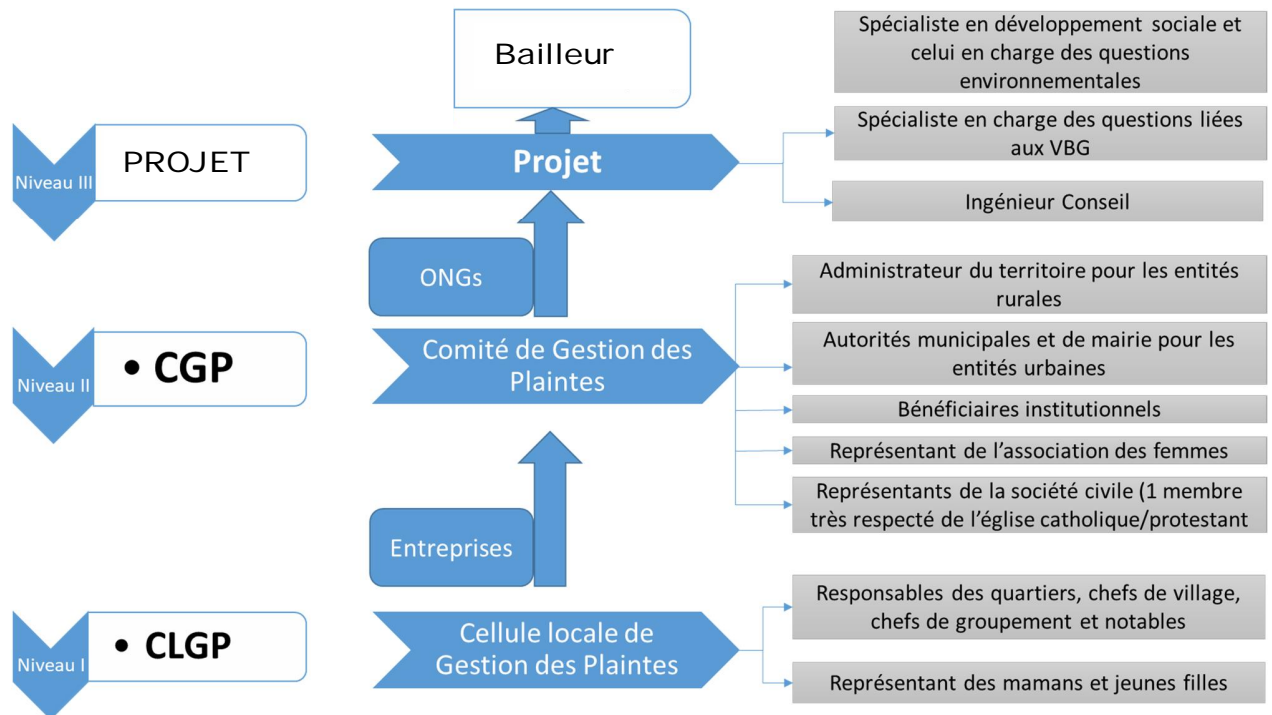 Bailleur
Spécialiste en développement sociale et
celui en charge des questions
environnementales
Niveau III
PROJET
Projet
Spécialiste en charge des questions liées
aux VBG
Ingénieur Conseil
ONGs
Administrateur du territoire pour les entités
rurales
Niveau II
• CGP
Comité de Gestion des
Plaintes
Autorités municipales et de mairie pour les
entités urbaines
Bénéficiaires institutionnels
Représentant de l'association des femmes
Représentants de la société civile (1 membre
très respecté de l'église catholique/protestant
Entreprises
Niveau I
• CLGP
Cellule locale de
Gestion des Plaintes
Responsables des quartiers, chefs de village,
chefs de groupement et notables
Représentant des mamans et jeunes filles